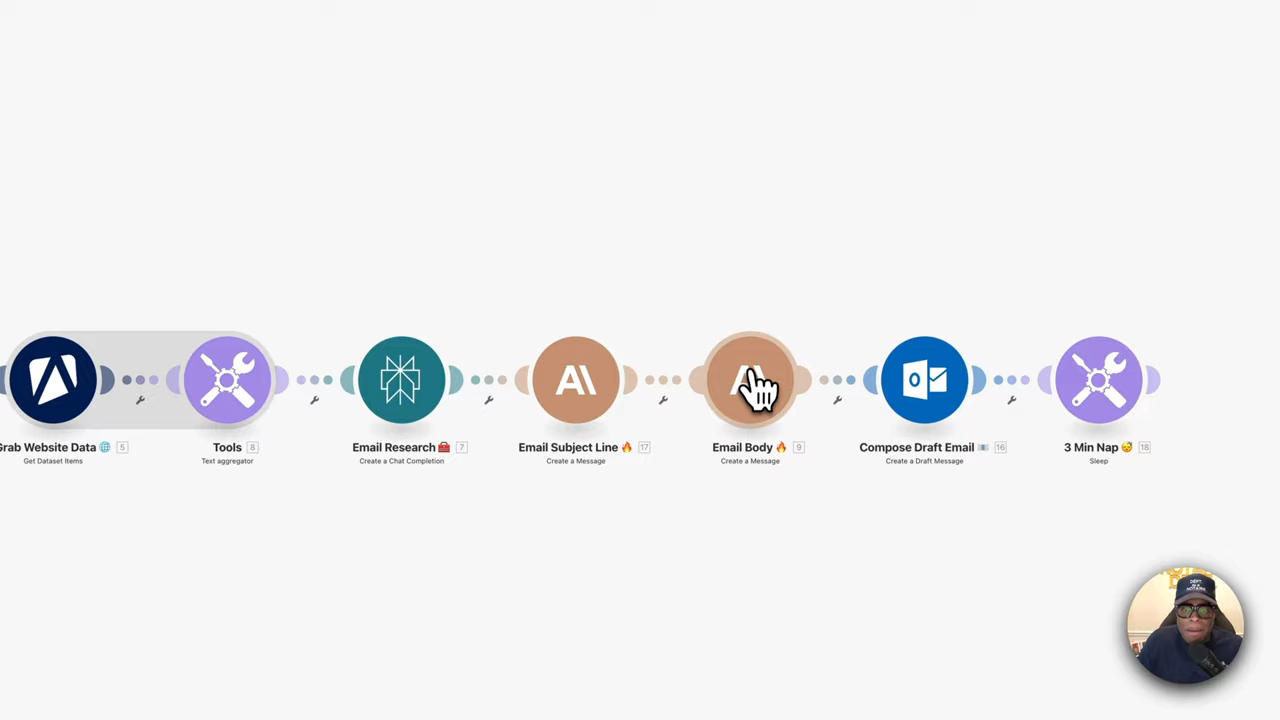 Grab Website Data 🌐 5
Get Dataset Items
Tools 8
Text aggregator
Email Research 🧰 7
Create a Chat Completion
Email Subject Line 🔥 17
Create a Message
Email Body 🔥 9
Create a Message
Compose Draft Email 📧 16
Create a Draft Message
3 Min Nap 😴 18
Sleep